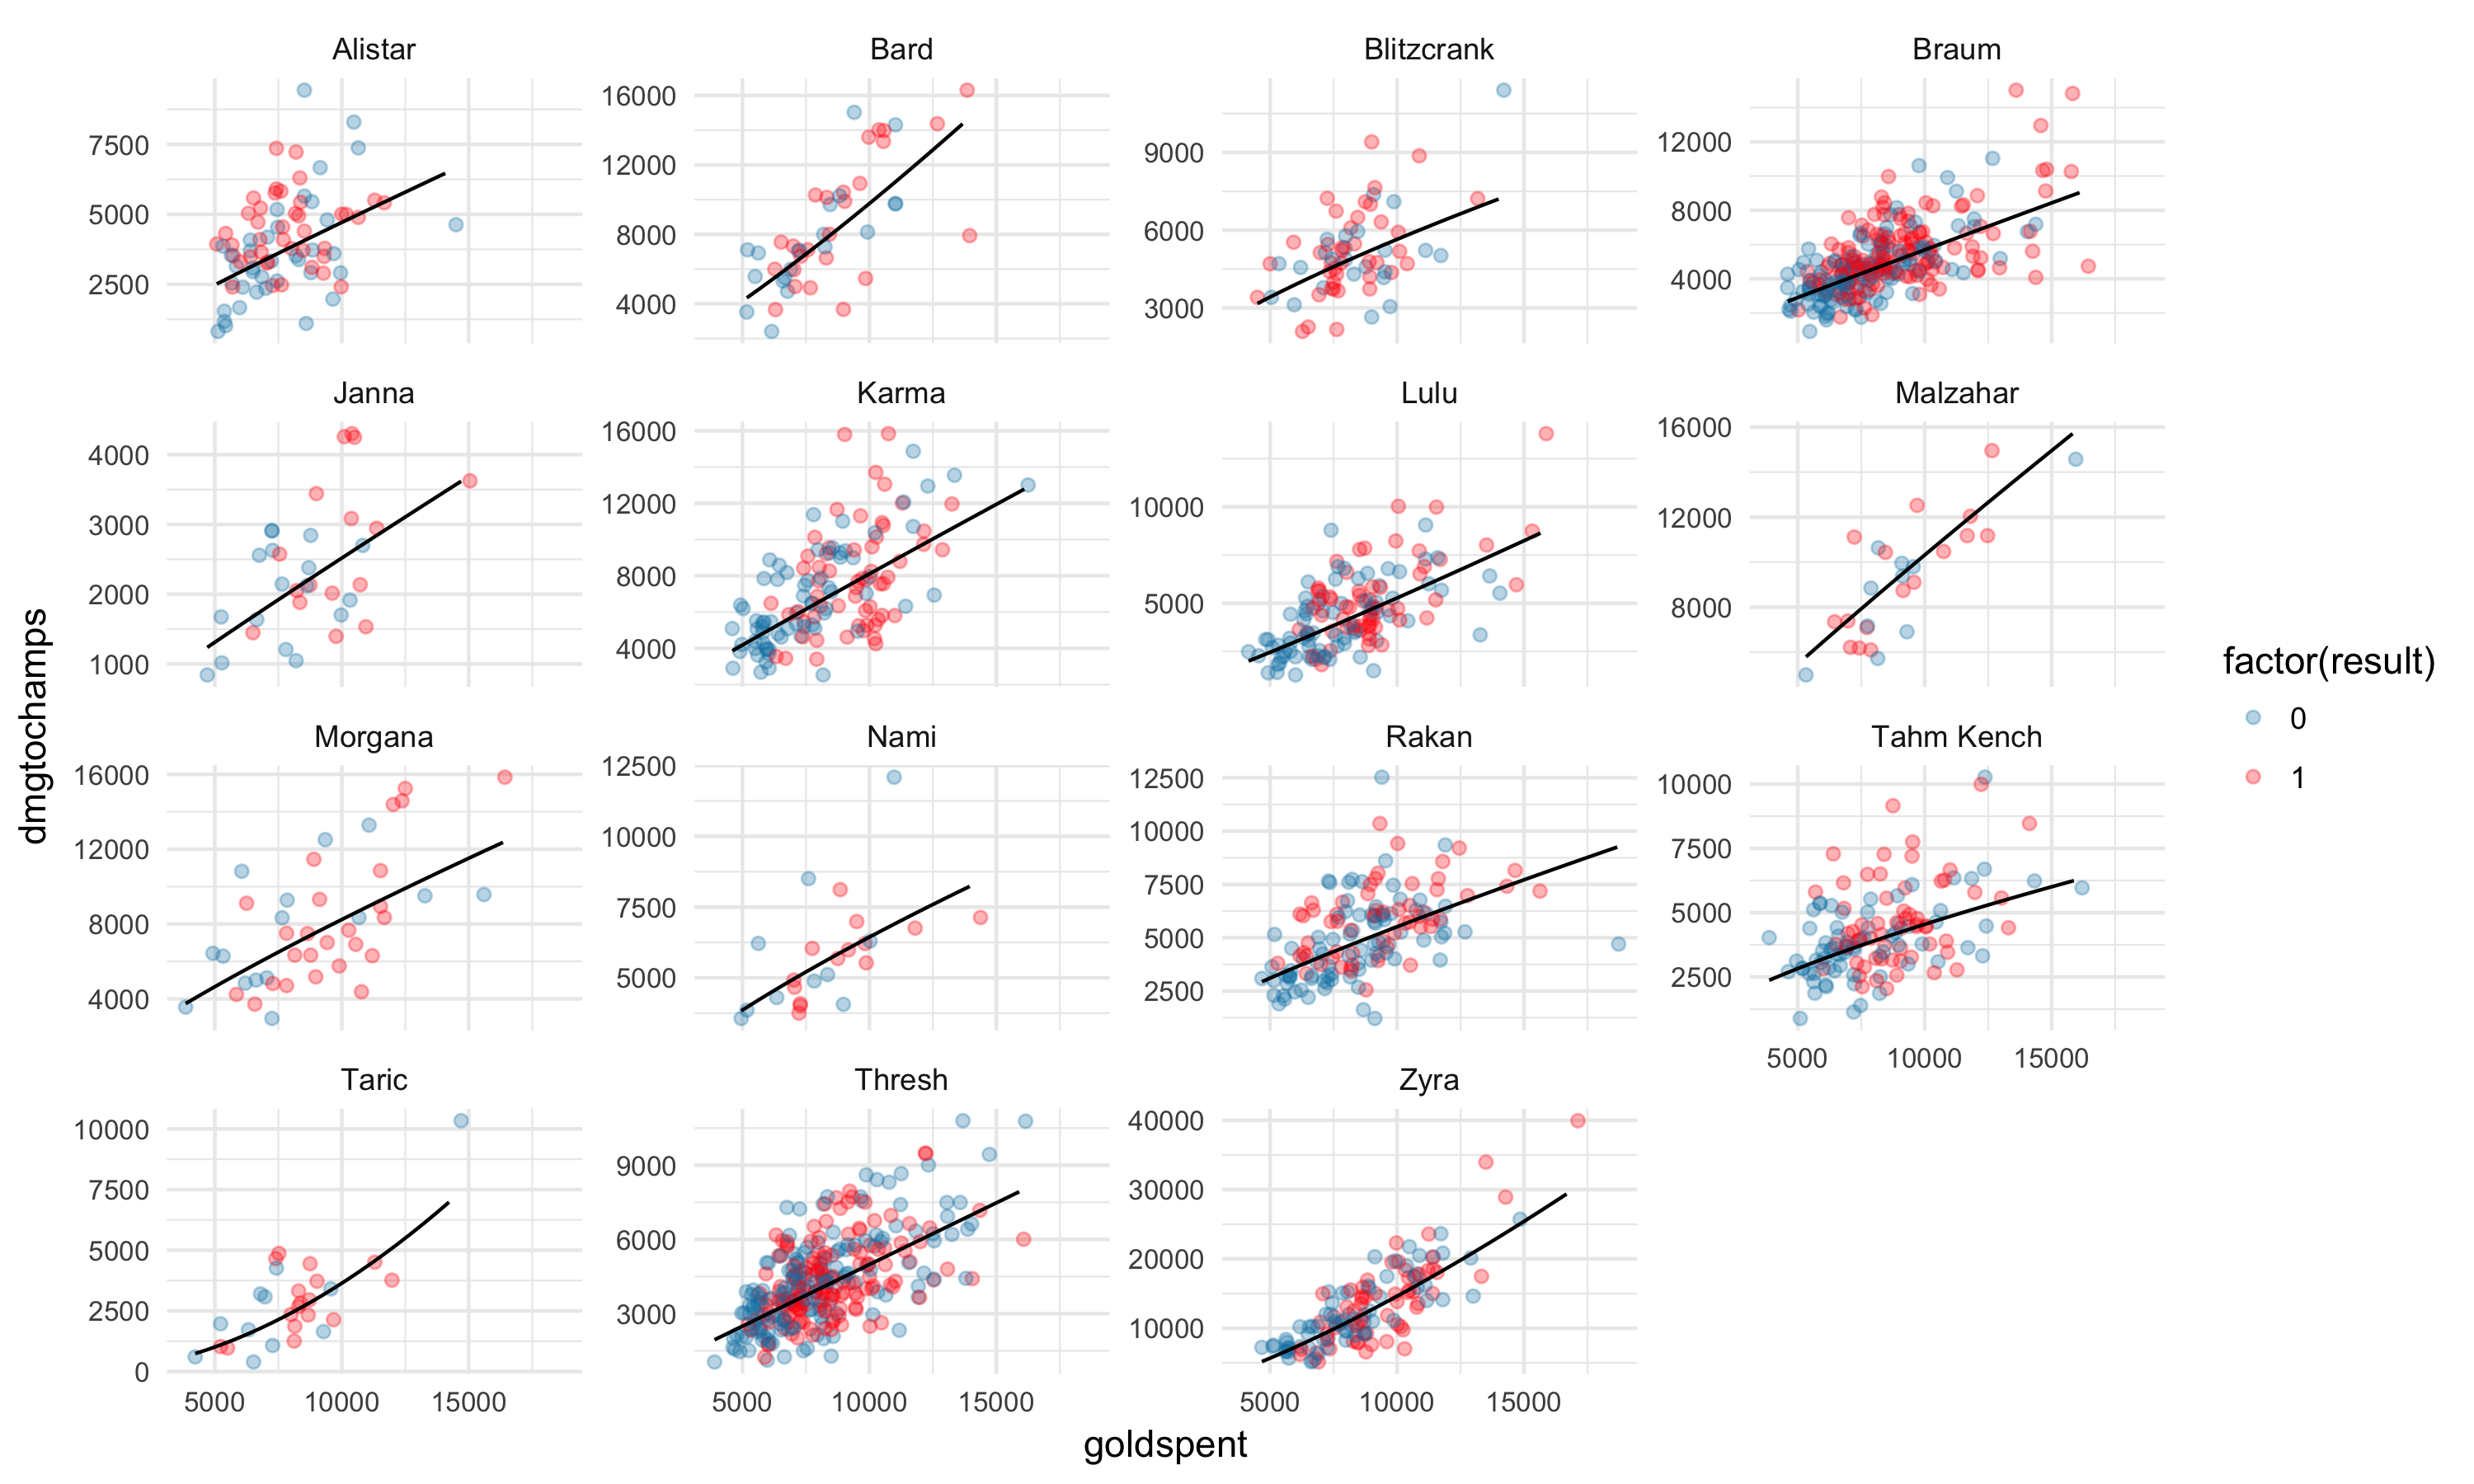 Alistar
Bard
Blitzcrank
Braum
7500
5000
2500
16000
12000
8000
4000
9000
6000
3000
12000
8000
4000
Janna
Karma
Lulu
Malzahar
4000
3000
2000
1000
16000
12000
8000
4000
10000
5000
16000
12000
8000
Morgana
Nami
Rakan
Tahm Kench
16000
12000
8000
4000
12500
10000
7500
5000
12500
10000
7500
5000
2500
10000
7500
5000
2500
5000 10000 15000
Taric
Thresh
Zyra
10000
7500
5000
2500
0
9000
6000
3000
40000
30000
20000
10000
5000 10000 15000
5000 10000 15000
5000 10000 15000
goldspent
dmgtochamps
factor(result)
0
1